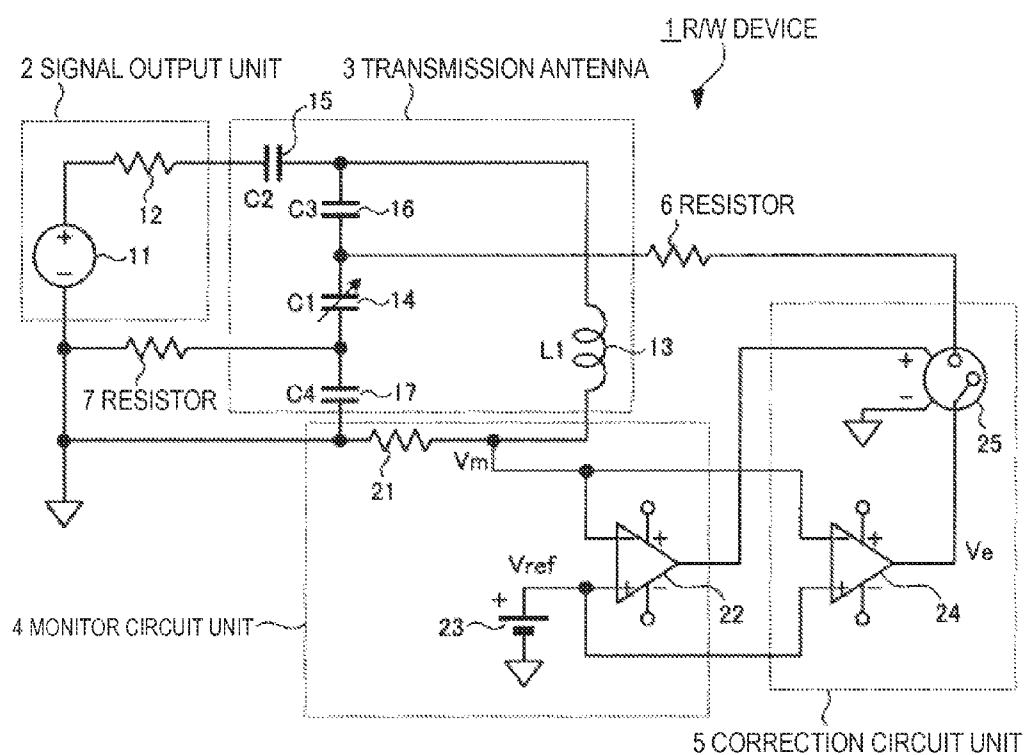 1 R/W DEVICE
2 SIGNAL OUTPUT UNIT
3 TRANSMISSION ANTENNA
15
12
C2
C3
16
6 RESISTOR
+
-
11
C1
14
L1
13
+
-
25
7 RESISTOR
C4
17
21
Vm
+
Vref
+
-
22
+
Ve
+
-
24
+
23
4 MONITOR CIRCUIT UNIT
5 CORRECTION CIRCUIT UNIT